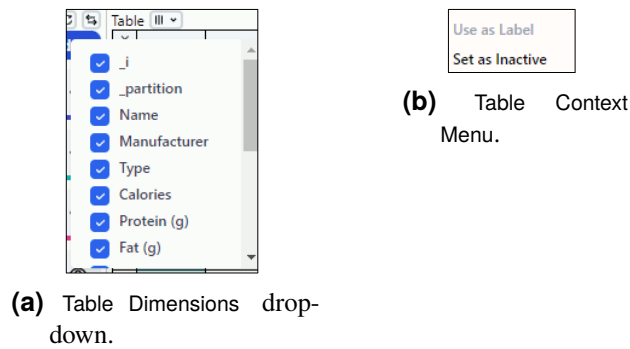 Table
_i
_partition
Name
Manufacturer
Type
Calories
Protein (g)
Fat (g)
(a) Table Dimensions drop-
down.
Use as Label
Set as Inactive
(b) Table Context
Menu.